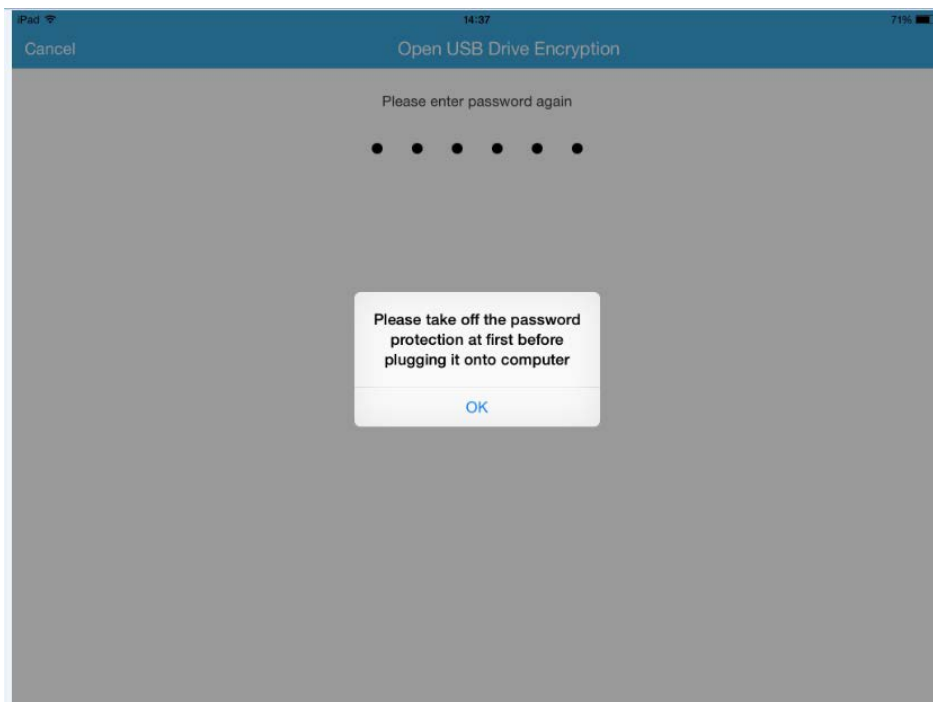 iPad 14:37 71%
Cancel Open USB Drive Encryption
Please enter password again
Please take off the password
protection at first before
plugging it onto computer
OK